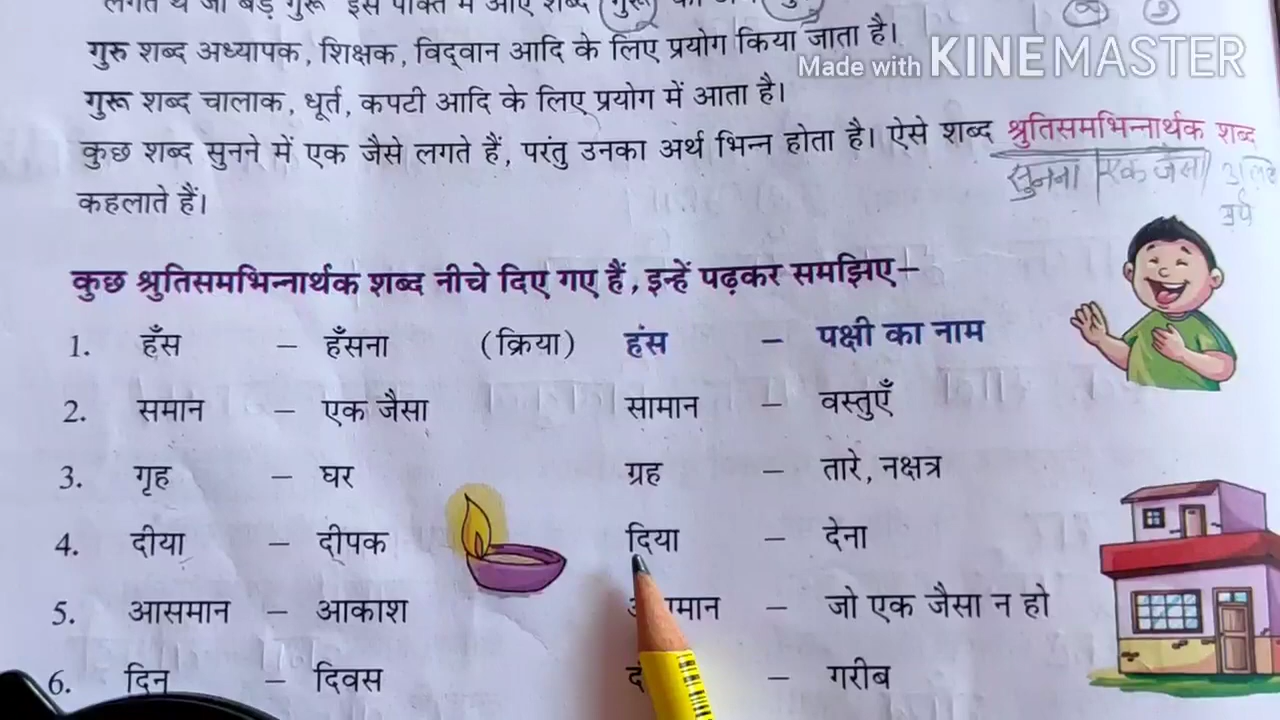 गुरु शब्द अध्यापक, शिक्षक, विद्वान आदि के लिए प्रयोग किया जाता है।
Made with KINEMASTER
गुरू शब्द चालाक, धूर्त, कपटी आदि के लिए प्रयोग में आता है।
कुछ शब्द सुनने में एक जैसे लगते हैं, परंतु उनका अर्थ भिन्न होता है। ऐसे शब्द श्रुतिसमभिन्नार्थक शब्द
सुनना एक जैसा
कहलाते हैं।
कुछ श्रुतिसमभिन्नार्थक शब्द नीचे दिए गए हैं, इन्हें पढ़कर समझिए–
1. हँस – हँसना (क्रिया) हंस – पक्षी का नाम
2. समान – एक जैसा सामान – वस्तुएँ
3. गृह – घर ग्रह – तारे, नक्षत्र
4. दीया – दीपक दिया – देना
5. आसमान – आकाश – जो एक जैसा न हो
6. दिन – दिवस – गरीब